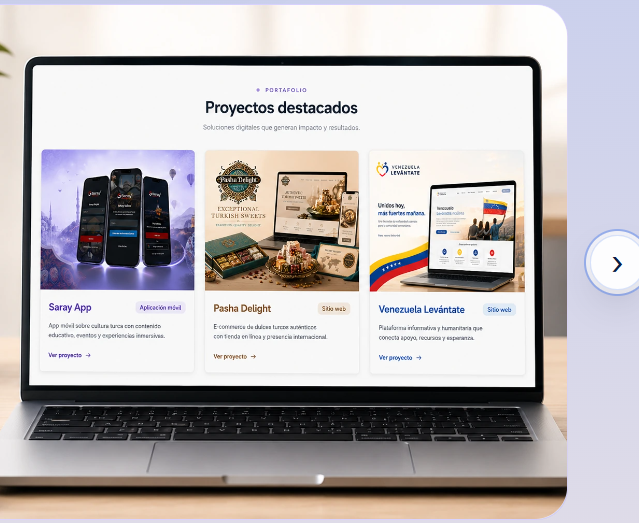 PORTAFOLIO
Proyectos destacados
Soluciones digitales que generan impacto y resultados.
Pasha Delight
EXCEPTIONAL
TURKISH SWEETS
VENEZUELA
LEVÁNTATE
Unidos hoy,
más fuertes mañana.
Venezuela
Saray App
Aplicación móvil
App móvil sobre cultura turca con contenido
educativo, eventos y experiencias inmersivas.
Ver proyecto →
Pasha Delight
Sitio web
E-commerce de dulces turcos auténticos
con tienda en línea y presencia internacional.
Ver proyecto →
Venezuela Levántate
Sitio web
Plataforma informativa y humanitaria que
conecta apoyo, recursos y esperanza.
Ver proyecto →